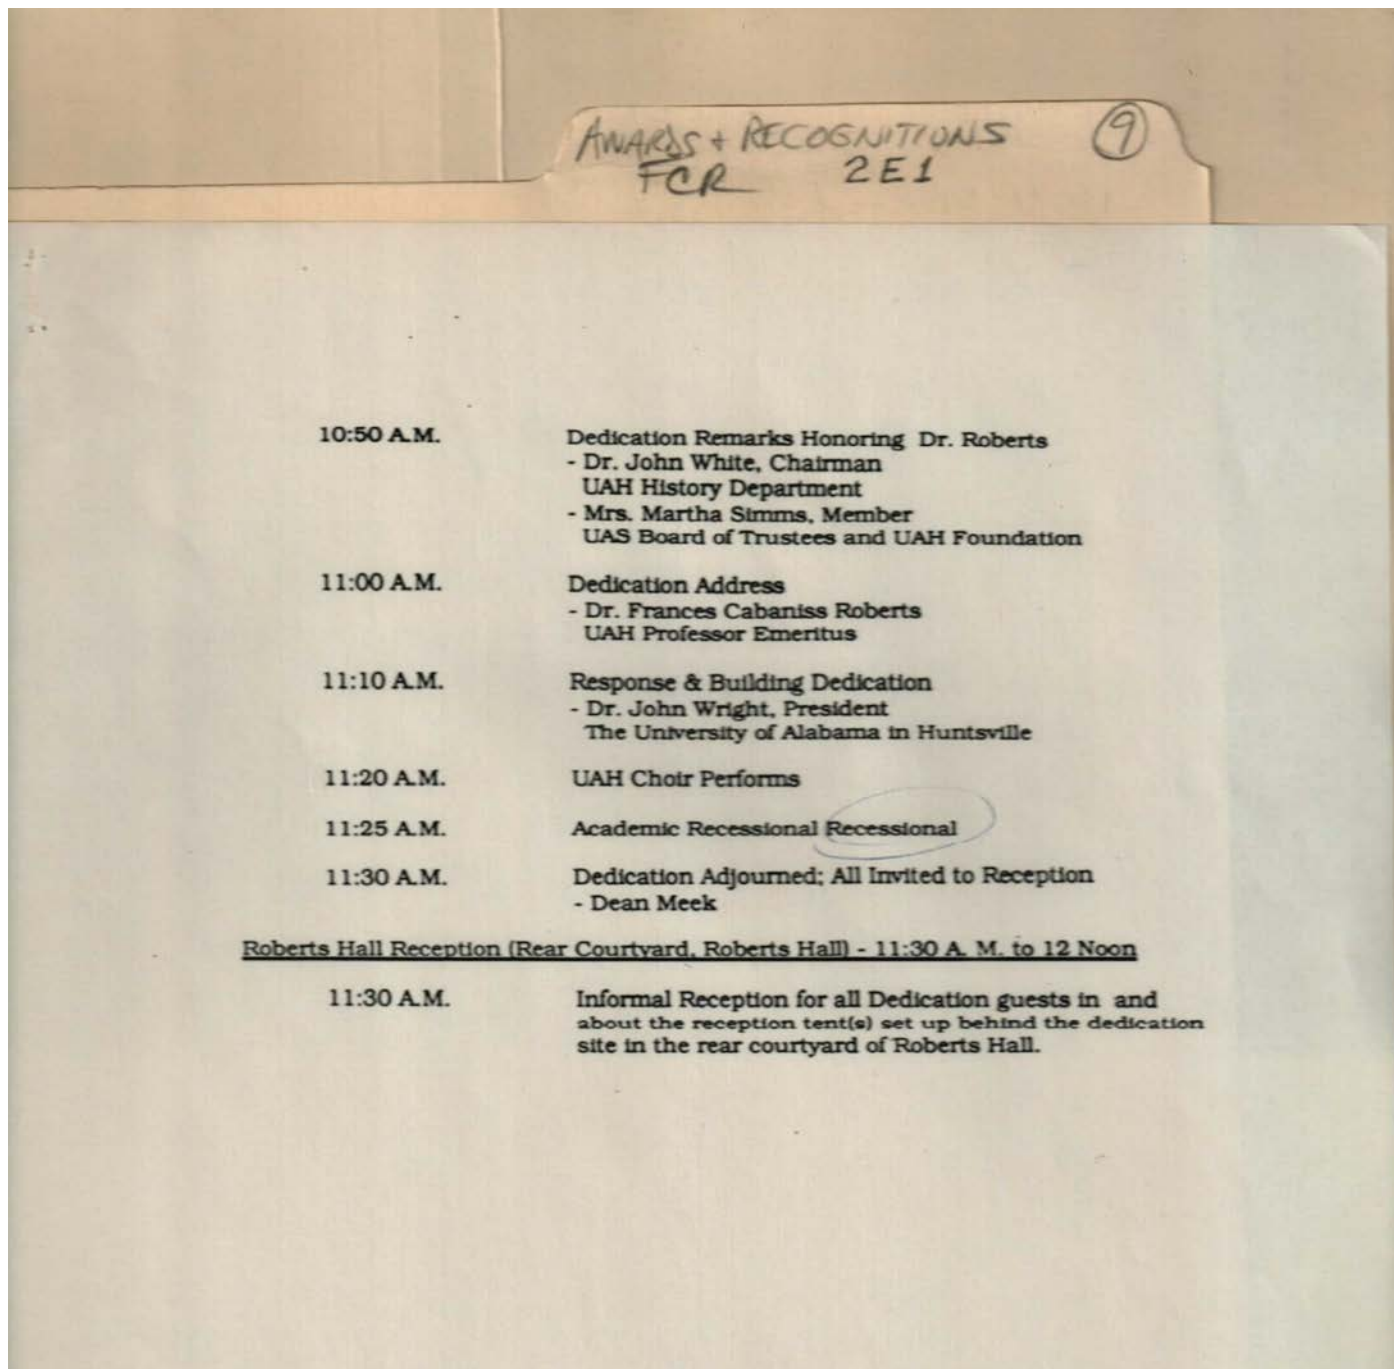 AWARDS + RECOGNITIONS 9
FCR 2E1
10:50 A.M. Dedication Remarks Honoring Dr. Roberts
- Dr. John White, Chairman
UAH History Department
- Mrs. Martha Simms, Member
UAS Board of Trustees and UAH Foundation
11:00 A.M. Dedication Address
- Dr. Frances Cabaniss Roberts
UAH Professor Emeritus
11:10 A.M. Response & Building Dedication
- Dr. John Wright, President
The University of Alabama in Huntsville
11:20 A.M. UAH Choir Performs
11:25 A.M. Academic Recessional Recessional
11:30 A.M. Dedication Adjourned; All Invited to Reception
- Dean Meek
Roberts Hall Reception (Rear Courtyard, Roberts Hall) - 11:30 A. M. to 12 Noon
11:30 A.M. Informal Reception for all Dedication guests in and
about the reception tent(s) set up behind the dedication
site in the rear courtyard of Roberts Hall.